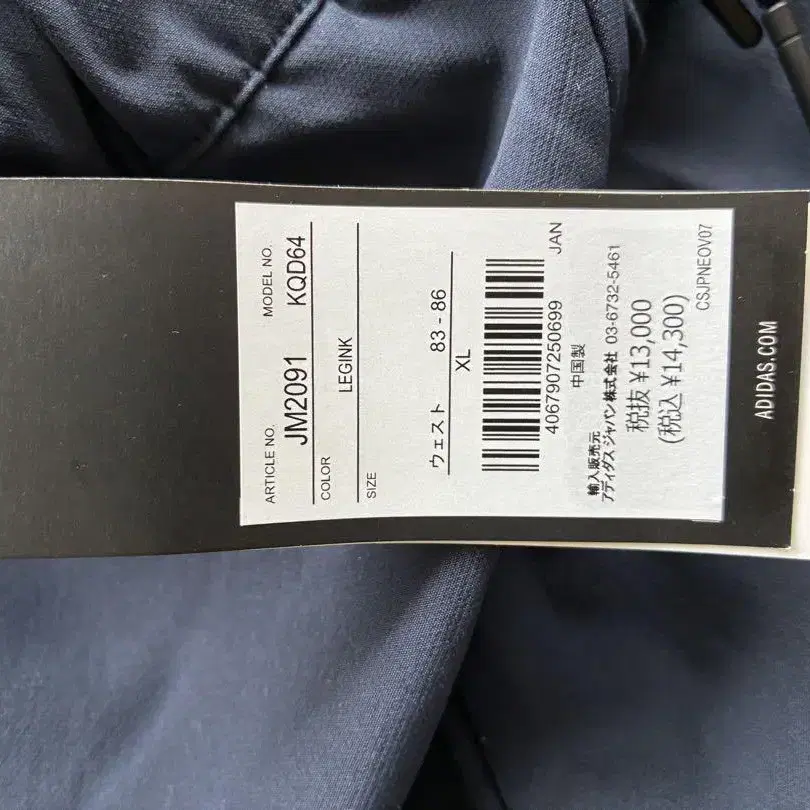 ARTICLE NO. MODEL NO.
JM2091 KQD64
COLOR
LEGINK
SIZE
ウェスト 83 - 86
XL
4067907250699 JAN
中国製
輸入販売元
アディダス ジャパン 株式会社 03-6732-5461
税抜 ¥13,000
(税込 ¥14,300)
CSJPNEOV07
ADIDAS.COM